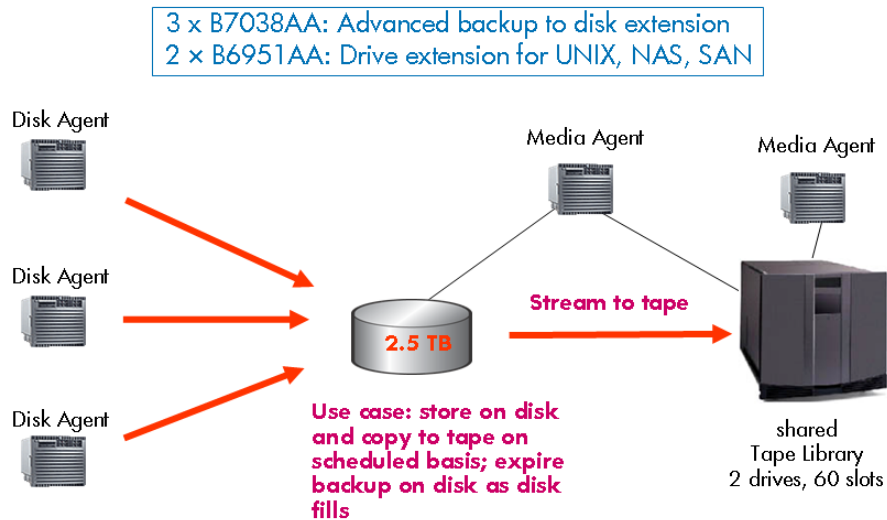 3 x B7038AA: Advanced backup to disk extension
2 × B6951AA: Drive extension for UNIX, NAS, SAN
Disk Agent
Media Agent
Media Agent
Disk Agent
Stream to tape
2.5 TB
Disk Agent
Use case: store on disk
and copy to tape on
scheduled basis; expire
backup on disk as disk
fills
shared
Tape Library
2 drives, 60 slots